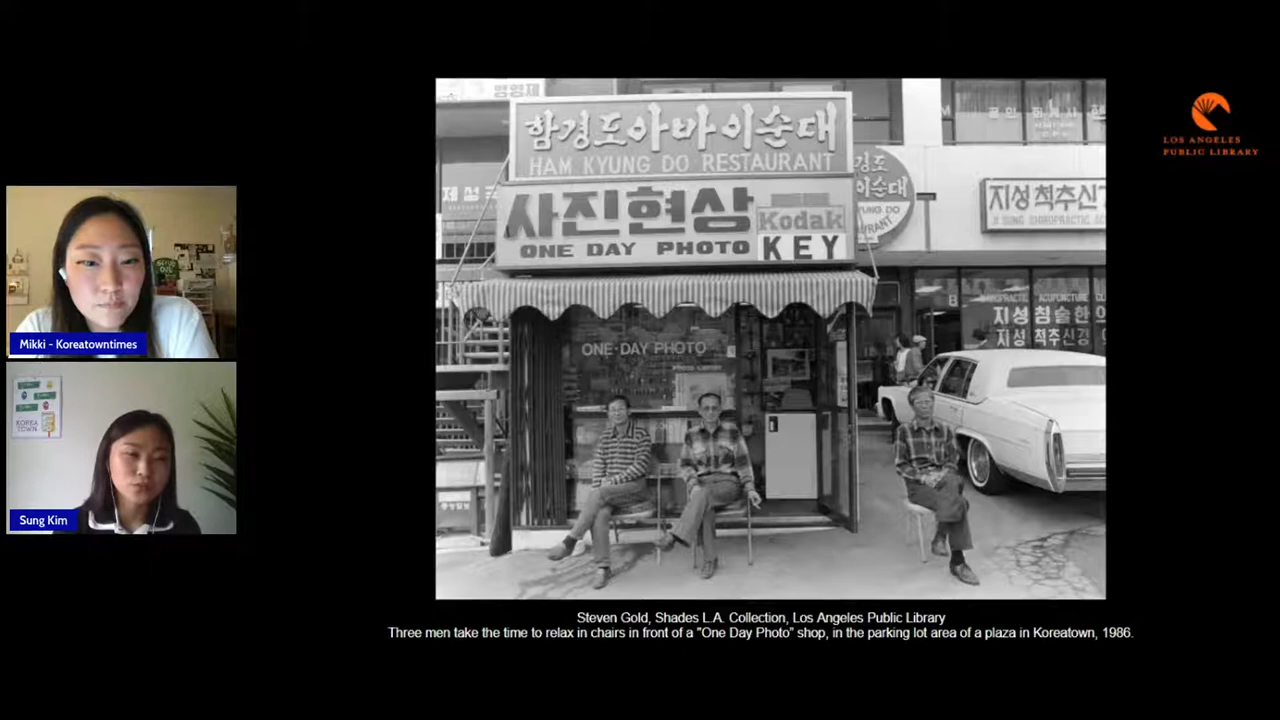 Mikki - Koreatowntimes
KOREA
TOWN
Sung Kim
함경도아바이순대
HAM KYUNG DO RESTAURANT
사진현상
Kodak
ONE DAY PHOTO
KEY
ONE-DAY PHOTO
지성척추신
CHIROPRACTIC
ACUPUNCTURE
지성침술한의
지성척추신경
LOS ANGELES
PUBLIC LIBRARY
Steven Gold, Shades L.A. Collection, Los Angeles Public Library
Three men take the time to relax in chairs in front of a "One Day Photo" shop, in the parking lot area of a plaza in Koreatown, 1986.